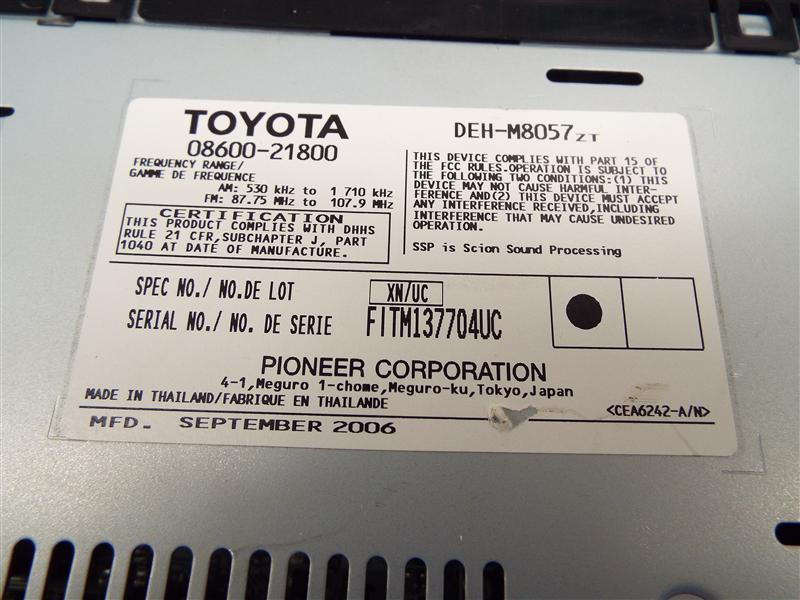 TOYOTA
08600-21800
FREQUENCY RANGE/
GAMME DE FREQUENCE
AM: 530 kHz to 1 710 kHz
FM: 87.75 MHz to 107.9 MHz
CERTIFICATION
THIS PRODUCT COMPLIES WITH DHHS
RULE 21 CFR,SUBCHAPTER J, PART
1040 AT DATE OF MANUFACTURE.
DEH-M8057ZT
THIS DEVICE COMPLIES WITH PART 15 OF
THE FCC RULES.OPERATION IS SUBJECT TO
THE FOLLOWING TWO CONDITIONS:(1) THIS
DEVICE MAY NOT CAUSE HARMFUL INTER-
FERENCE AND(2) THIS DEVICE MUST ACCEPT
ANY INTERFERENCE RECEIVED,INCLUDING
INTERFERENCE THAT MAY CAUSE UNDESIRED
OPERATION.
SSP is Scion Sound Processing
SPEC NO./ NO.DE LOT XN/UC
SERIAL NO./ NO. DE SERIE FITM137704UC
PIONEER CORPORATION
4-1,Meguro 1-chome,Meguro-ku,Tokyo,Japan
MADE IN THAILAND/FABRIQUE EN THAILANDE
<CEA6242-A/N>
MFD. SEPTEMBER 2006